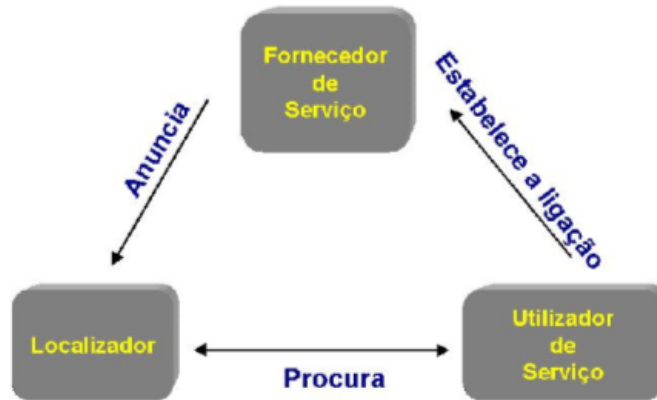 Fornecedor
de
Serviço
Anuncia
Estabelece a ligação
Localizador
Procura
Utilizador
de
Serviço